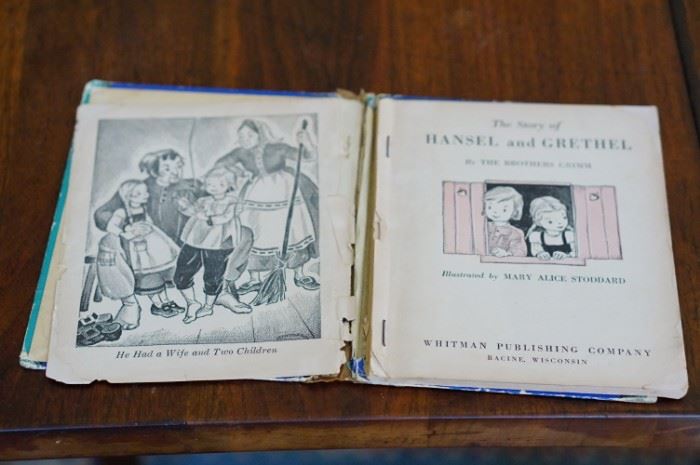 He Had a Wife and Two Children
The Story of
HANSEL and GRETHEL
By THE BROTHERS GRIMM
Illustrated by MARY ALICE STODDARD
WHITMAN PUBLISHING COMPANY
RACINE, WISCONSIN